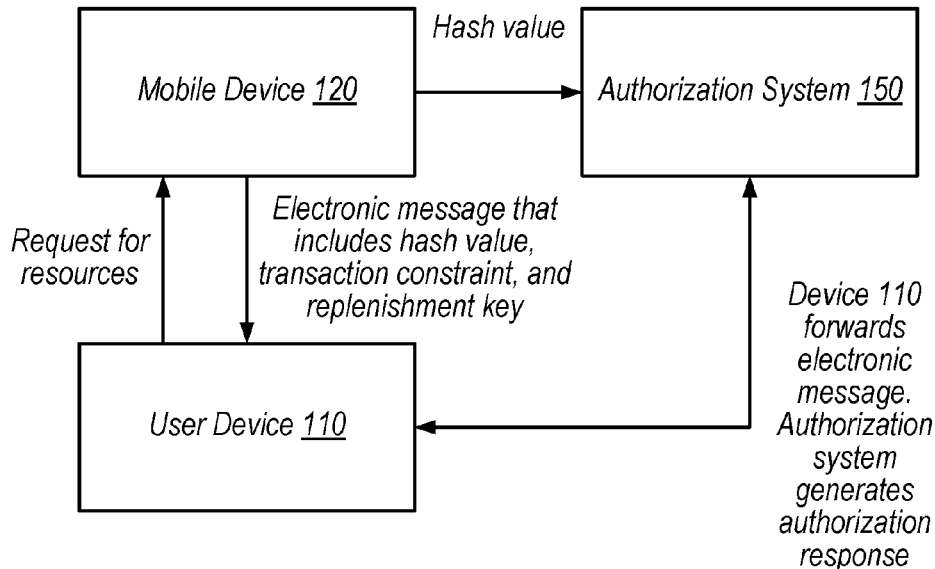 Hash value
Mobile Device 120
Authorization System 150
Request for
resources
Electronic message that
includes hash value,
transaction constraint, and
replenishment key
User Device 110
Device 110
forwards
electronic
message.
Authorization
system
generates
authorization
response